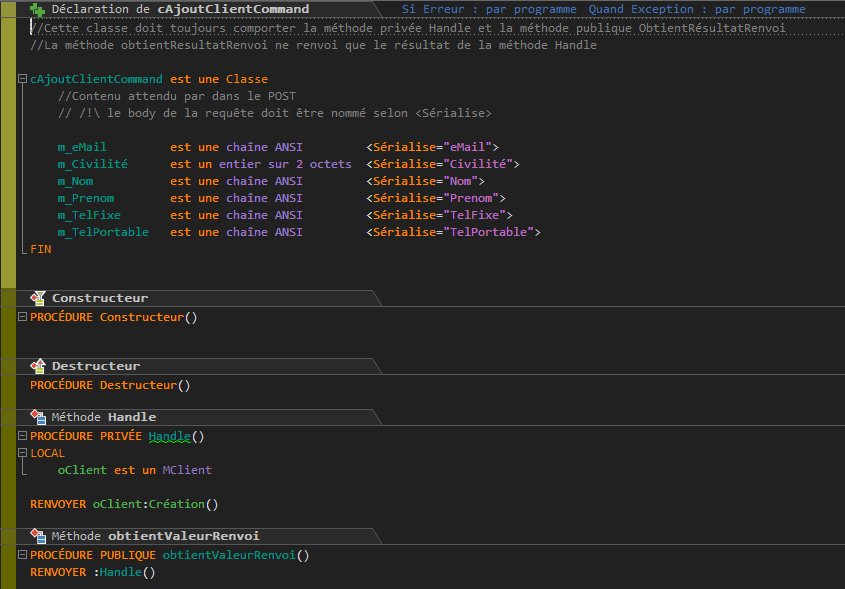 Déclaration de cAjoutClientCommand Si Erreur : par programme Quand Exception : par programme
//Cette classe doit toujours comporter la méthode privée Handle et la méthode publique ObtientRésultatRenvoi
//La méthode obtientResultatRenvoi ne renvoi que le résultat de la méthode Handle
cAjoutClientCommand est une Classe
//Contenu attendu par dans le POST
// /!\ le body de la requête doit être nommé selon <Sérialise>
m_eMail est une chaîne ANSI <Sérialise="eMail">
m_Civilité est un entier sur 2 octets <Sérialise="Civilité">
m_Nom est une chaîne ANSI <Sérialise="Nom">
m_Prenom est une chaîne ANSI <Sérialise="Prenom">
m_TelFixe est une chaîne ANSI <Sérialise="TelFixe">
m_TelPortable est une chaîne ANSI <Sérialise="TelPortable">
FIN
Constructeur
PROCÉDURE Constructeur()
Destructeur
PROCÉDURE Destructeur()
Méthode Handle
PROCÉDURE PRIVÉE Handle()
LOCAL
oClient est un MClient
RENVOYER oClient:Création()
Méthode obtientValeurRenvoi
PROCÉDURE PUBLIQUE obtientValeurRenvoi()
RENVOYER :Handle()